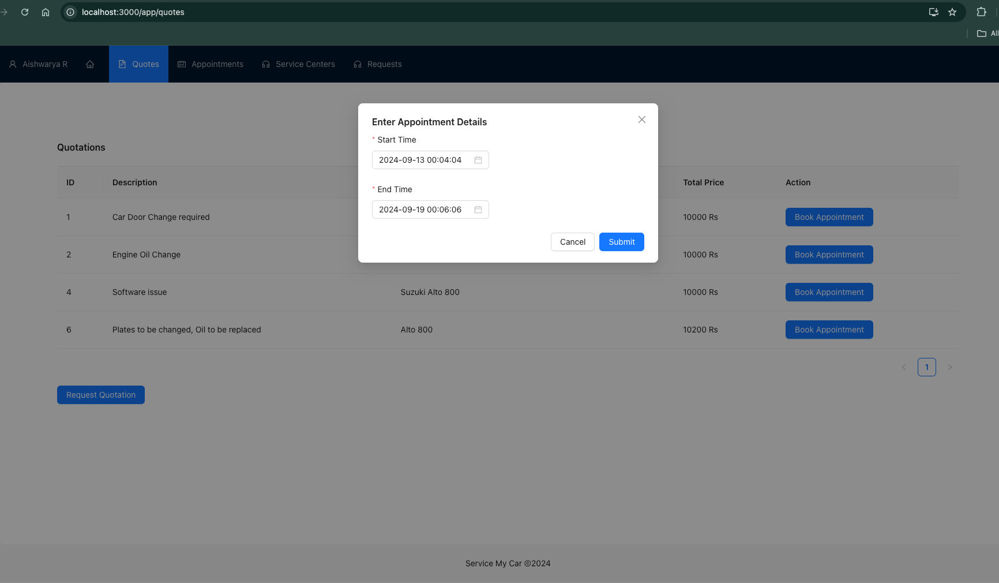 localhost:3000/app/quotes
All
Aishwarya R
Quotes
Appointments
Service Centers
Requests
Enter Appointment Details
* Start Time
2024-09-13 00:04:04
* End Time
2024-09-19 00:06:06
Cancel Submit
Quotations
ID Description Total Price Action
1 Car Door Change required 10000 Rs Book Appointment
2 Engine Oil Change 10000 Rs Book Appointment
4 Software issue Suzuki Alto 800 10000 Rs Book Appointment
6 Plates to be changed, Oil to be replaced Alto 800 10200 Rs Book Appointment
< 1 >
Request Quotation
Service My Car ©2024